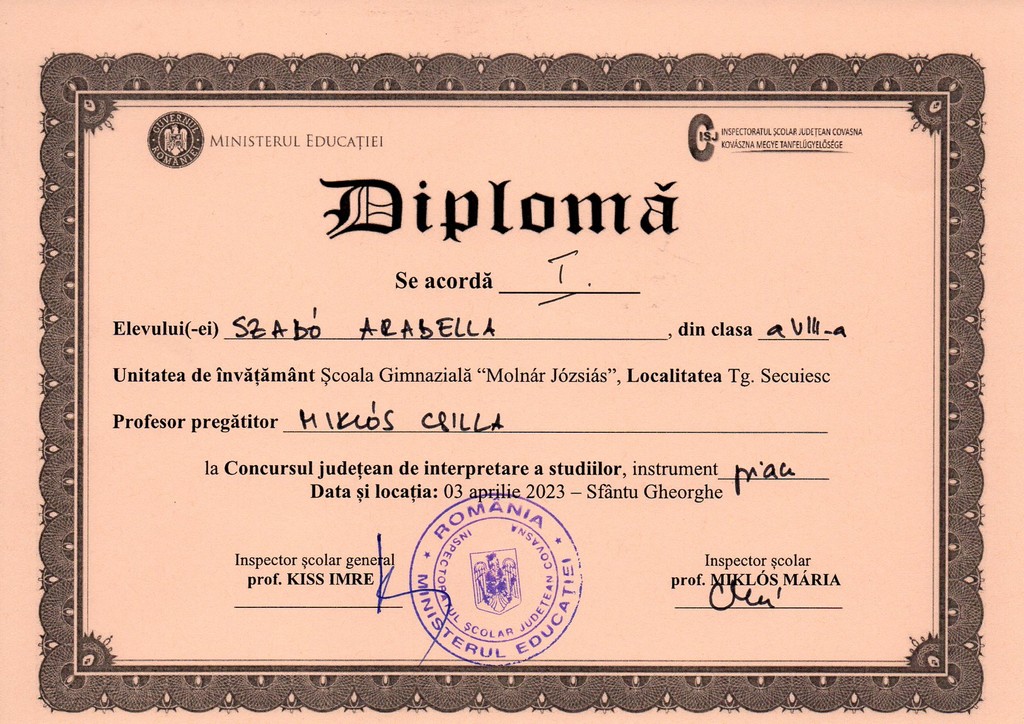 GUVERNUL ROMÂNIEI
MINISTERUL EDUCAȚIEI
CISJ
INSPECTORATUL ȘCOLAR JUDEȚEAN COVASNA
KOVÁSZNA MEGYE TANFELÜGYELŐSÉGE
Diplomă
Se acordă I.
Elevului(-ei) SZABÓ ARABELLA, din clasa a VIII-a
Unitatea de învățământ Școala Gimnazială “Molnár Józsiás”, Localitatea Tg. Secuiesc
Profesor pregătitor MIKLÓS CSILLA
la Concursul județean de interpretare a studiilor, instrument pian
Data și locația: 03 aprilie 2023 – Sfântu Gheorghe
Inspector școlar general
prof. KISS IMRE
Inspector școlar
prof. MIKLÓS MÁRIA
ROMÂNIA
MINISTERUL EDUCAȚIEI
INSPECTORATUL ȘCOLAR JUDEȚEAN COVASNA